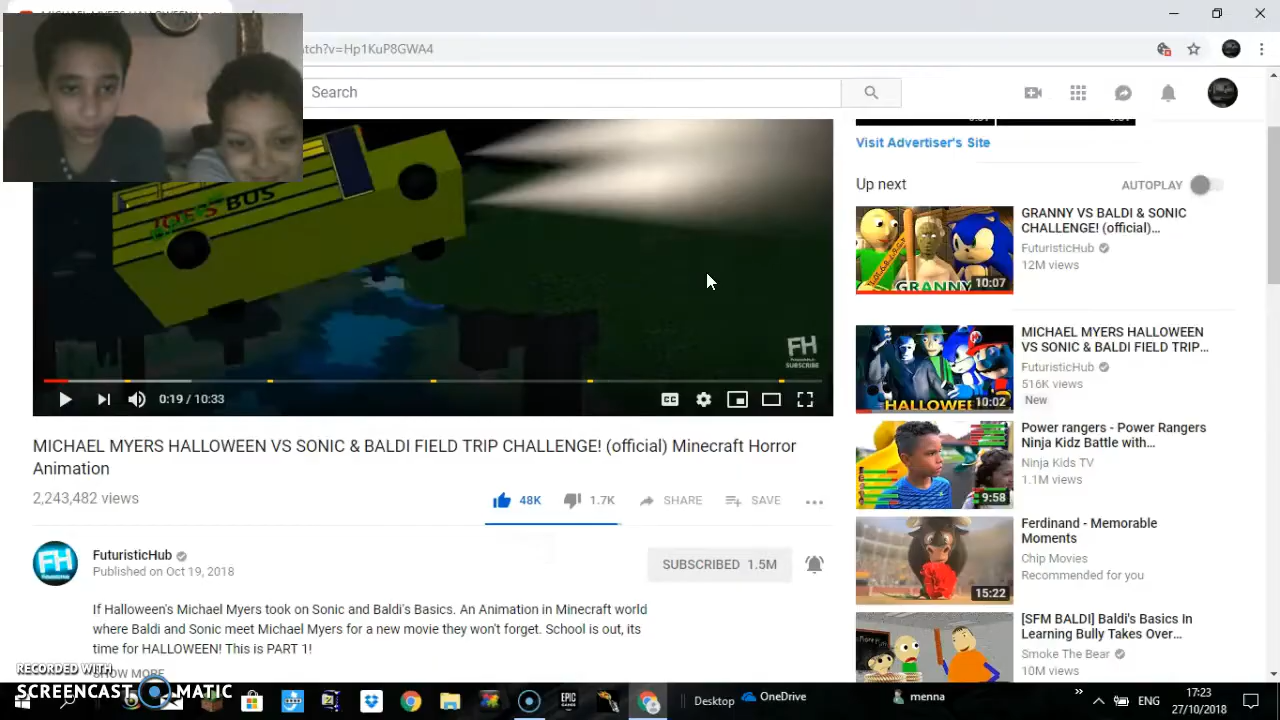 tch?v=Hp1KuP8GWA4
Search
BUS
FH
SUBSCRIBE
0:19 / 10:33
MICHAEL MYERS HALLOWEEN VS SONIC & BALDI FIELD TRIP CHALLENGE! (official) Minecraft Horror
Animation
2,243,482 views
48K
1.7K
SHARE
SAVE
FH
FuturisticHub
Published on Oct 19, 2018
SUBSCRIBED 1.5M
If Halloween's Michael Myers took on Sonic and Baldi's Basics. An Animation in Minecraft world
where Baldi and Sonic meet Michael Myers for a new movie they won't forget. School is out, its
time for HALLOWEEN! This is PART 1!
SHOW MORE
Visit Advertiser's Site
Up next
AUTOPLAY
GRANNY
10:07
GRANNY VS BALDI & SONIC
CHALLENGE! (official)...
FuturisticHub
12M views
10:02
MICHAEL MYERS HALLOWEEN
VS SONIC & BALDI FIELD TRIP...
FuturisticHub
516K views
New
9:58
Power rangers - Power Rangers
Ninja Kidz Battle with...
Ninja Kids TV
1.1M views
15:22
Ferdinand - Memorable
Moments
Chip Movies
Recommended for you
[SFM BALDI] Baldi's Basics In
Learning Bully Takes Over...
Smoke The Bear
10M views
RECORDED WITH
SCREENCAST MATIC
EPIC
GAMES
Desktop
OneDrive
menna
ENG
17:23
27/10/2018